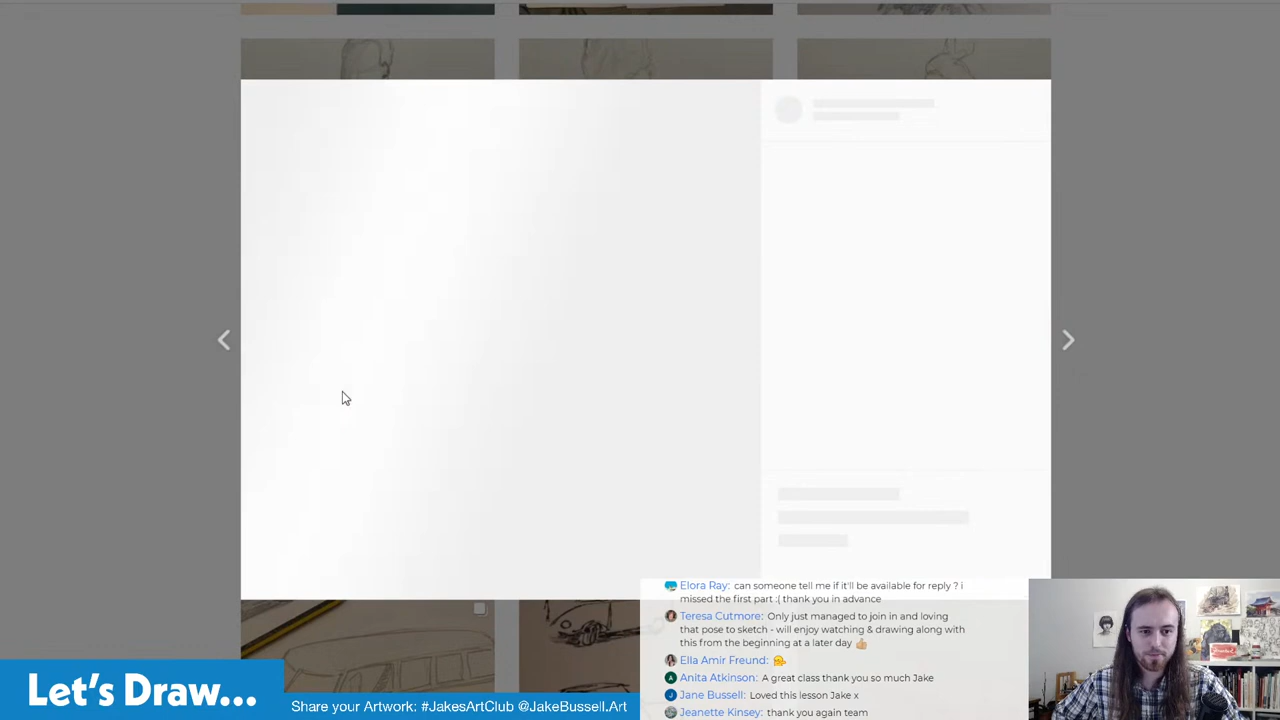 Elora Ray: can someone tell me if it'll be available for reply ? i
missed the first part :( thank you in advance
Teresa Cutmore: Only just managed to join in and loving
that pose to sketch - will enjoy watching & drawing along with
this from the beginning at a later day 👍
Ella Amir Freund: 🤗
A Anita Atkinson: A great class thank you so much Jake
J Jane Bussell: Loved this lesson Jake x
Jeanette Kinsey: thank you again team
Let's Draw...
Share your Artwork: #JakesArtClub @JakeBussell.Art